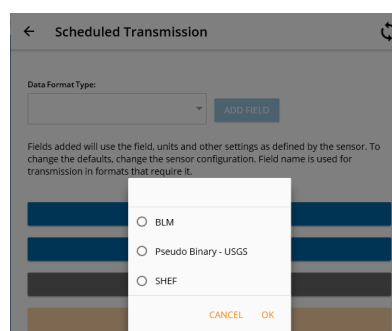 Scheduled Transmission
Data Format Type:
ADD FIELD
Fields added will use the field, units and other settings as defined by the sensor. To
change the defaults, change the sensor configuration. Field name is used for
transmission in formats that require it.
BLM
Pseudo Binary - USGS
SHEF
CANCEL OK